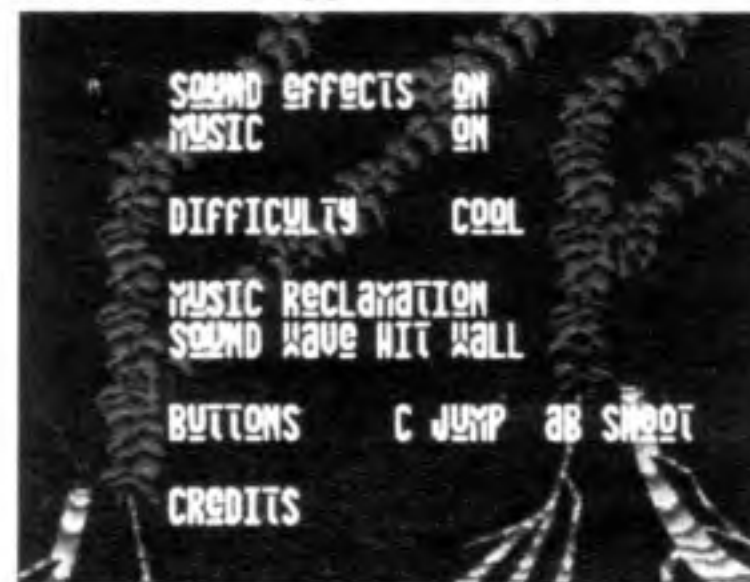 SOUND EFFECTS ON
MUSIC ON
DIFFICULTY COOL
MUSIC RECLAMATION
SOUND WAVE HIT WALL
BUTTONS C JUMP AB SHOOT
CREDITS